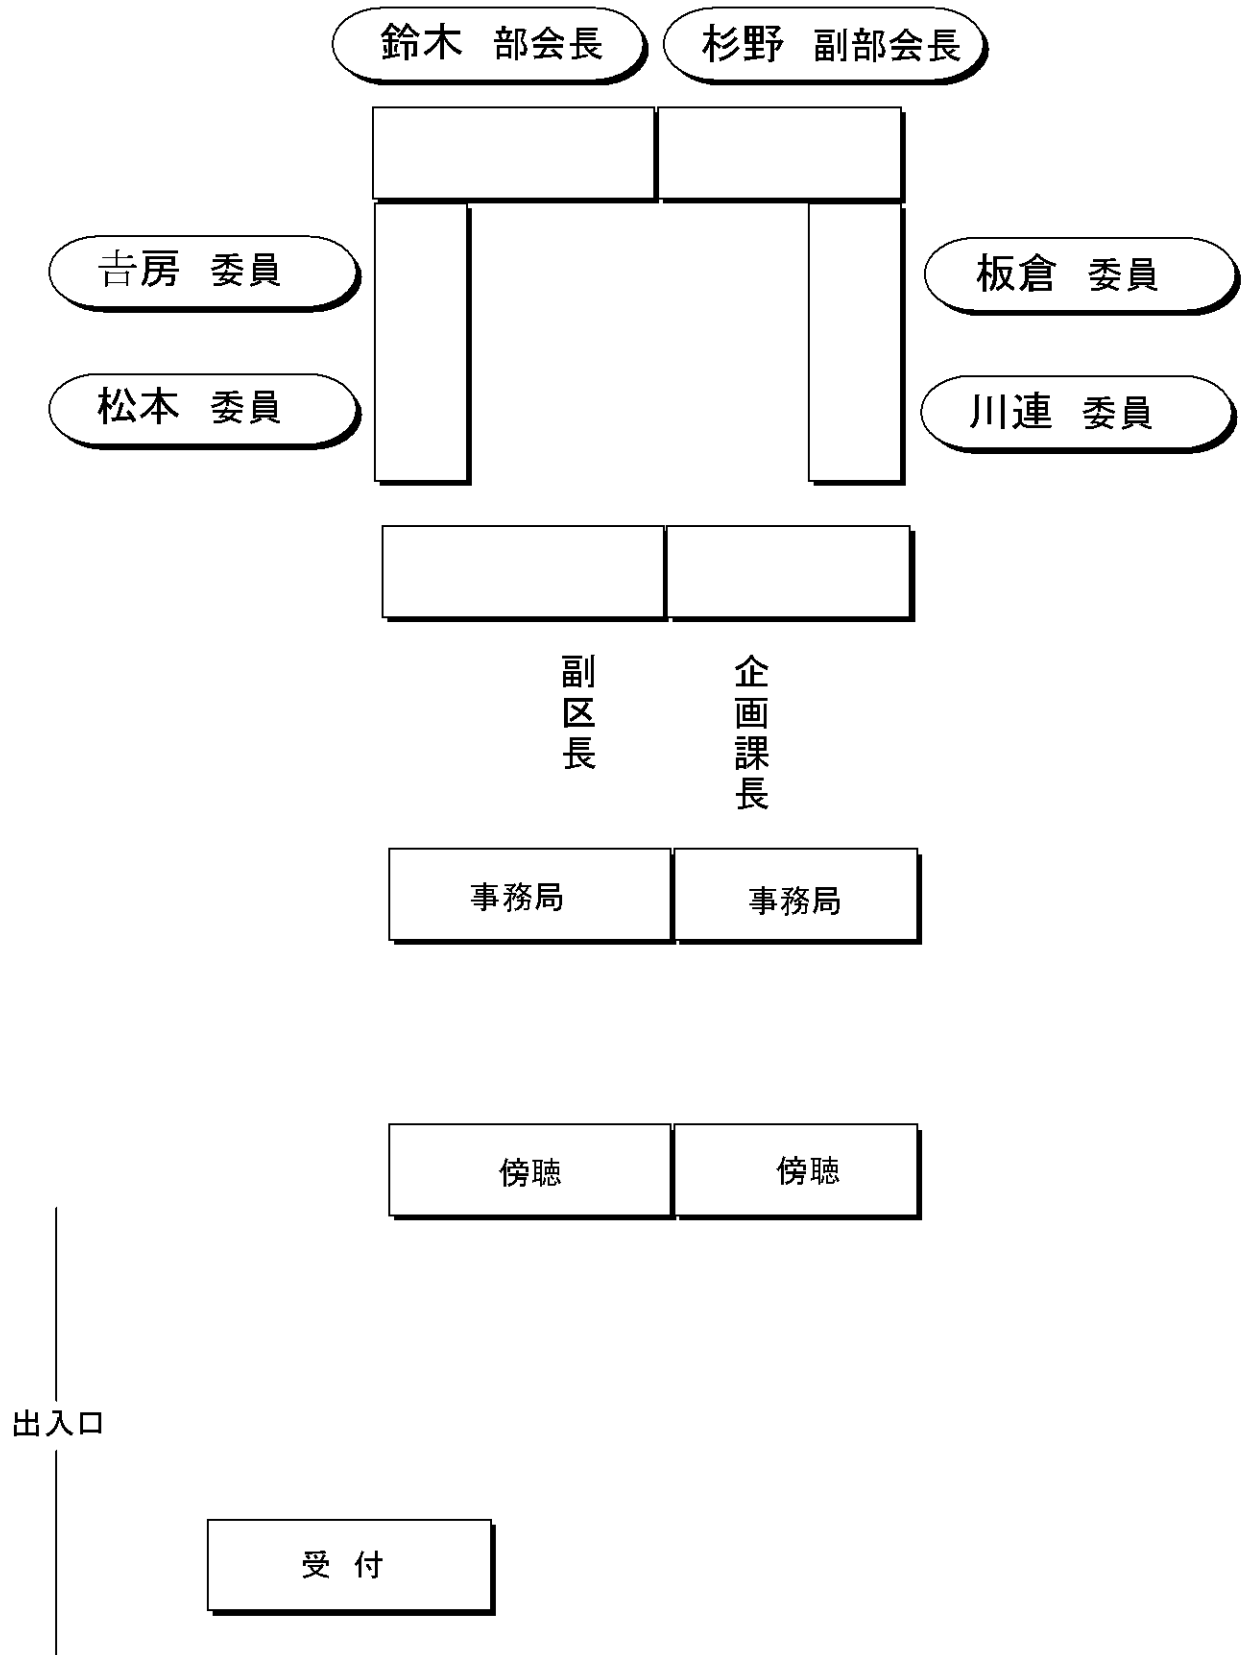 鈴木 部会長
杉野 副部会長
𠮷房 委員
板倉 委員
松本 委員
川連 委員
副区長
企画課長
事務局
事務局
傍聴
傍聴
出入口
受 付